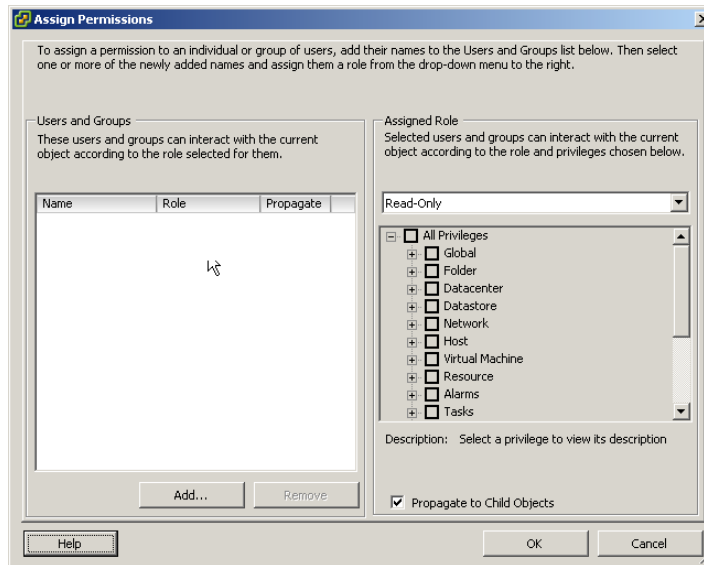 Assign Permissions
To assign a permission to an individual or group of users, add their names to the Users and Groups list below. Then select
one or more of the newly added names and assign them a role from the drop-down menu to the right.
Users and Groups
These users and groups can interact with the current
object according to the role selected for them.
Name Role Propagate
Add...
Remove
Assigned Role
Selected users and groups can interact with the current
object according to the role and privileges chosen below.
Read-Only
All Privileges
Global
Folder
Datacenter
Datastore
Network
Host
Virtual Machine
Resource
Alarms
Tasks
Description: Select a privilege to view its description
Propagate to Child Objects
Help
OK
Cancel